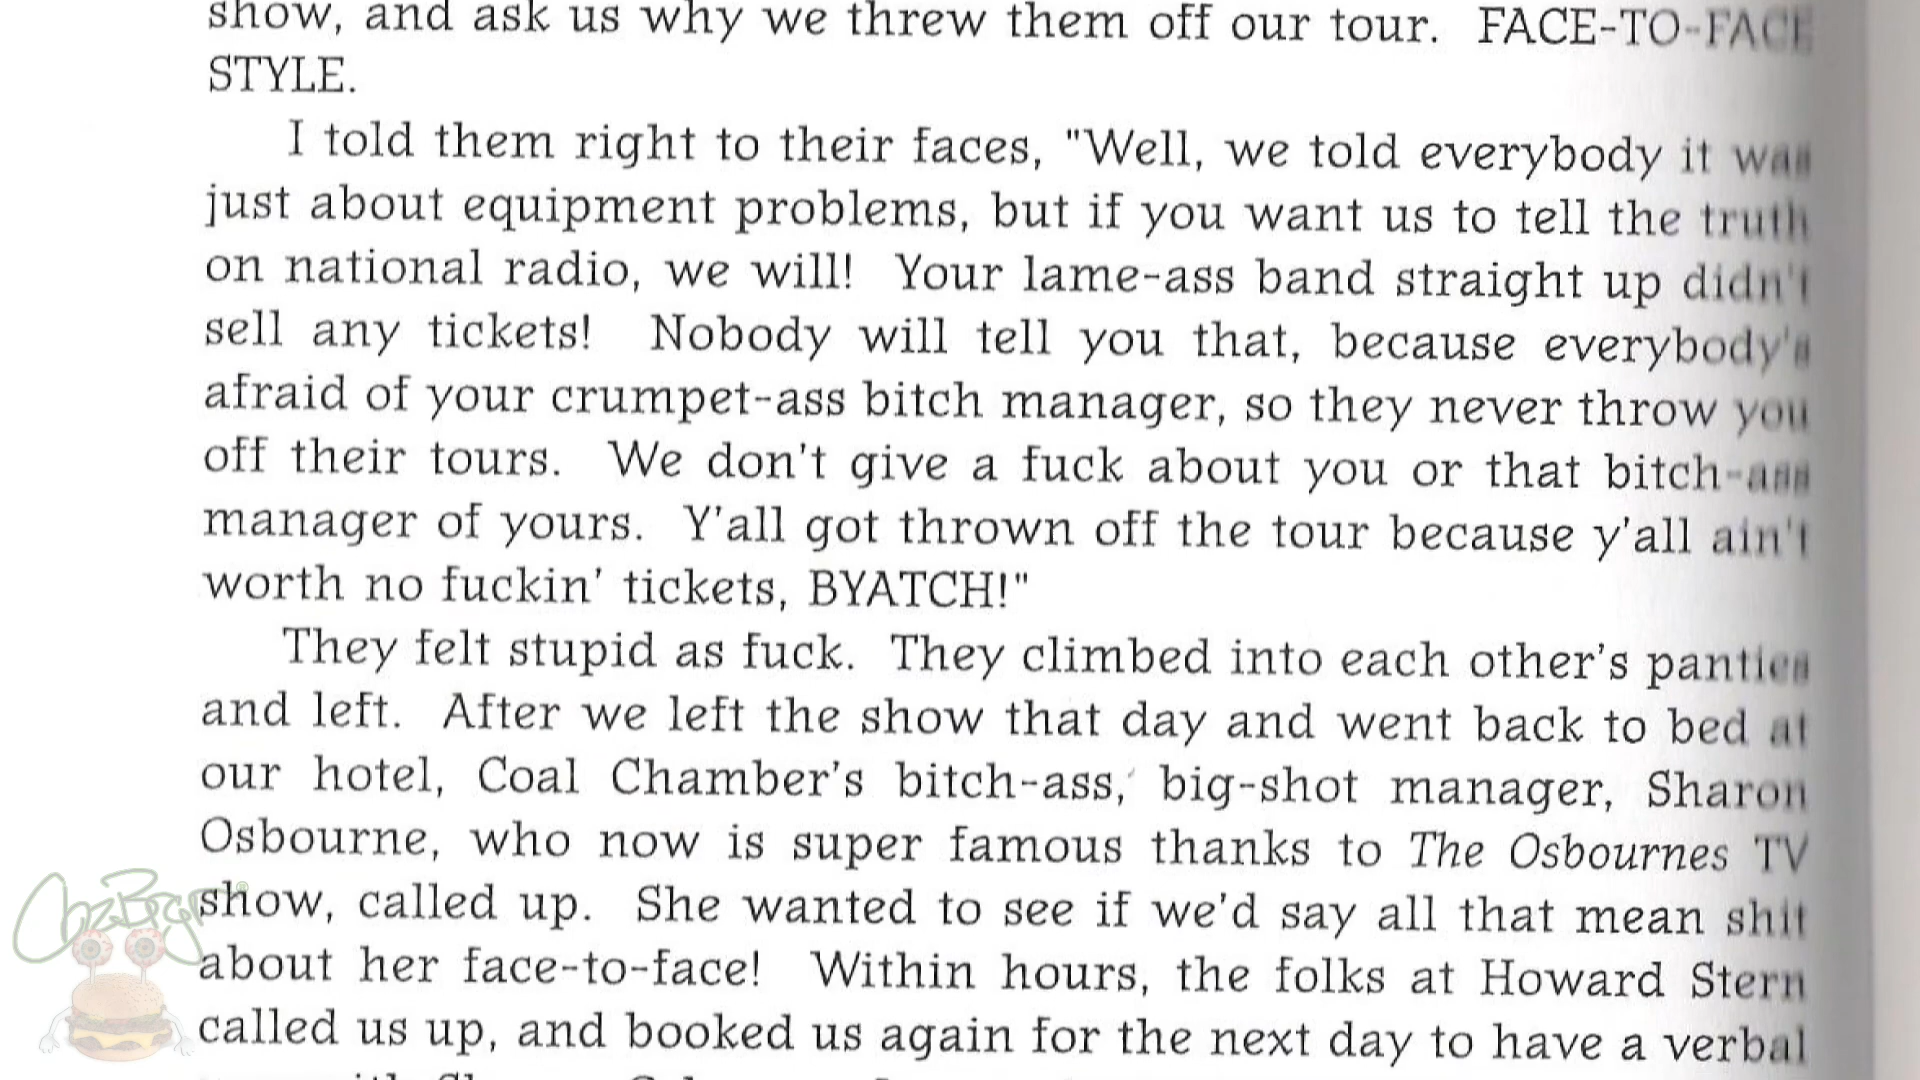 show, and ask us why we threw them off our tour. FACE-TO-FACE
STYLE.
I told them right to their faces, "Well, we told everybody it was
just about equipment problems, but if you want us to tell the truth
on national radio, we will! Your lame-ass band straight up didn't
sell any tickets! Nobody will tell you that, because everybody's
afraid of your crumpet-ass bitch manager, so they never throw you
off their tours. We don't give a fuck about you or that bitch-ass
manager of yours. Y'all got thrown off the tour because y'all ain't
worth no fuckin' tickets, BYATCH!"
They felt stupid as fuck. They climbed into each other's panties
and left. After we left the show that day and went back to bed at
our hotel, Coal Chamber's bitch-ass, big-shot manager, Sharon
Osbourne, who now is super famous thanks to The Osbournes TV
show, called up. She wanted to see if we'd say all that mean shit
about her face-to-face! Within hours, the folks at Howard Stern
called us up, and booked us again for the next day to have a verbal